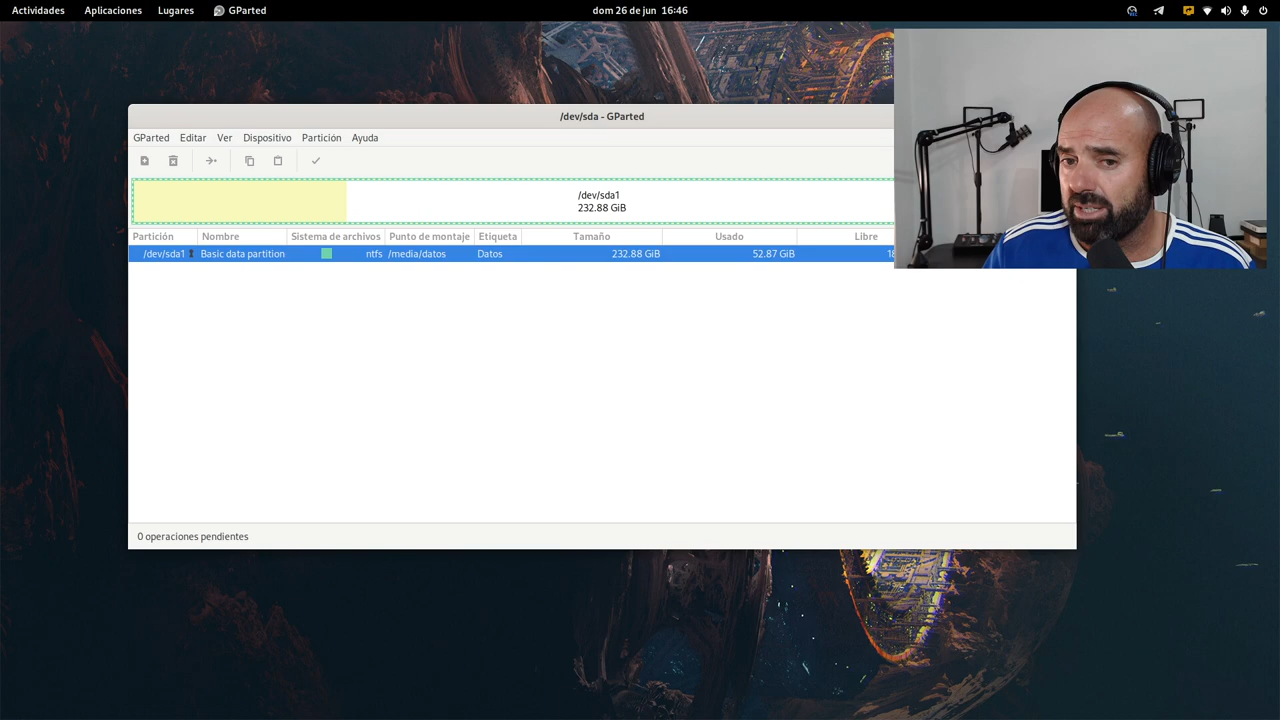 Actividades Aplicaciones Lugares GParted dom 26 de jun 16:46
/dev/sda - GParted
GParted Editar Ver Dispositivo Partición Ayuda
/dev/sda1
232.88 GiB
Partición Nombre Sistema de archivos Punto de montaje Etiqueta Tamaño Usado Libre
/dev/sda1 Basic data partition ntfs /media/datos Datos 232.88 GiB 52.87 GiB
0 operaciones pendientes